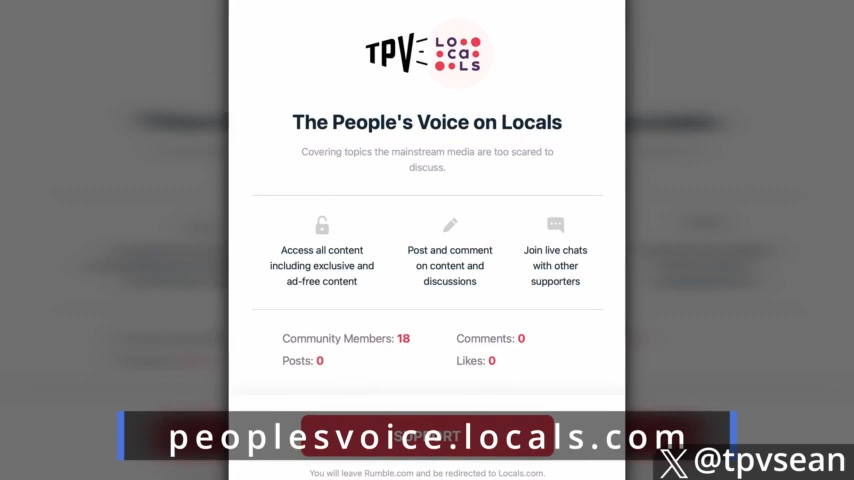 TPV LOCALS
The People's Voice on Locals
Covering topics the mainstream media are too scared to
discuss.
Access all content
including exclusive and
ad-free content
Post and comment
on content and
discussions
Join live chats
with other
supporters
Community Members: 18
Comments: 0
Posts: 0
Likes: 0
SUPPORT
peoplesvoice.locals.com
You will leave Rumble.com and be redirected to Locals.com.
X @tpvsean